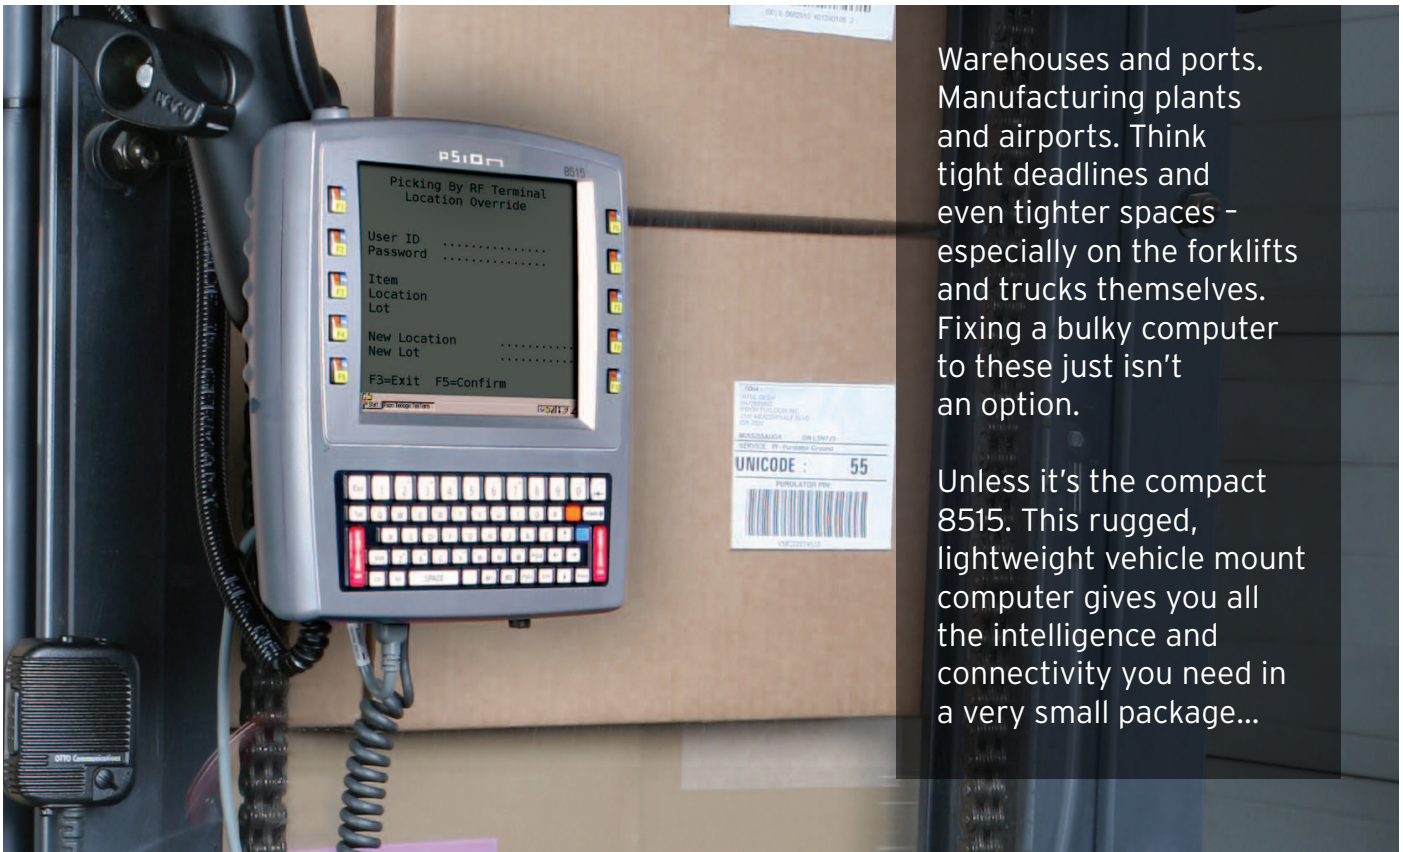 PSION
8515
Picking By RF Terminal
Location Override
User ID ...............
Password ...............
Item
Location
Lot
New Location ...........
New Lot ...........
F3=Exit F5=Confirm
SPACE
OTTO Communications
MISSISSAUGA
UNICODE : 55
PUROLATOR PIN:
Warehouses and ports.
Manufacturing plants
and airports. Think
tight deadlines and
even tighter spaces –
especially on the forklifts
and trucks themselves.
Fixing a bulky computer
to these just isn’t
an option.
Unless it’s the compact
8515. This rugged,
lightweight vehicle mount
computer gives you all
the intelligence and
connectivity you need in
a very small package...